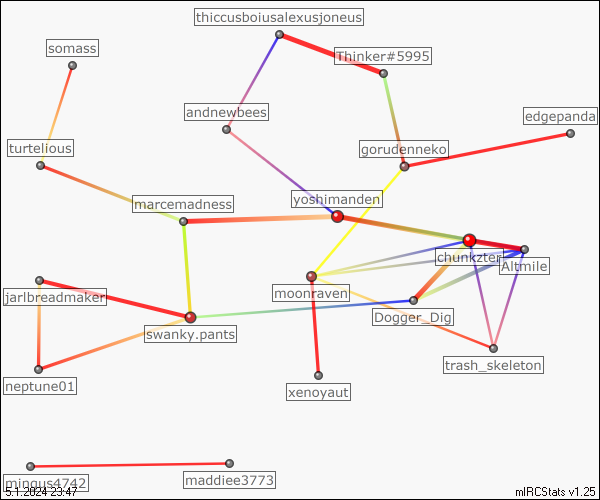 thiccusboiusalexusjoneus
somass
Thinker#5995
andnewbees
edgepanda
turtelious
gorudenneko
yoshimanden
marcemadness
chunkzter
Altmile
jarlbreadmaker
moonraven
Dogger_Dig
swanky.pants
trash_skeleton
neptune01
xenoyaut
mingus4742
maddiee3773
5.1.2024 23:47
mIRCStats v1.25